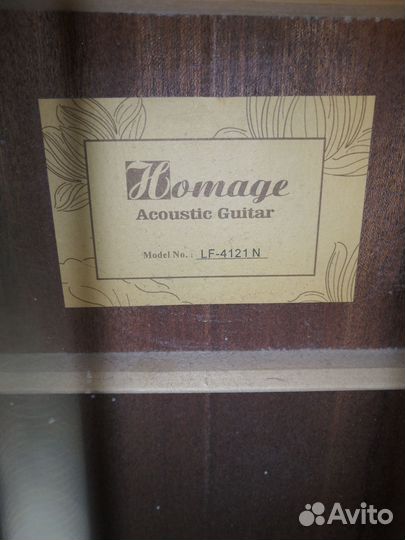 Homage
Acoustic Guitar
Model No. : LF-4121 N
Avito